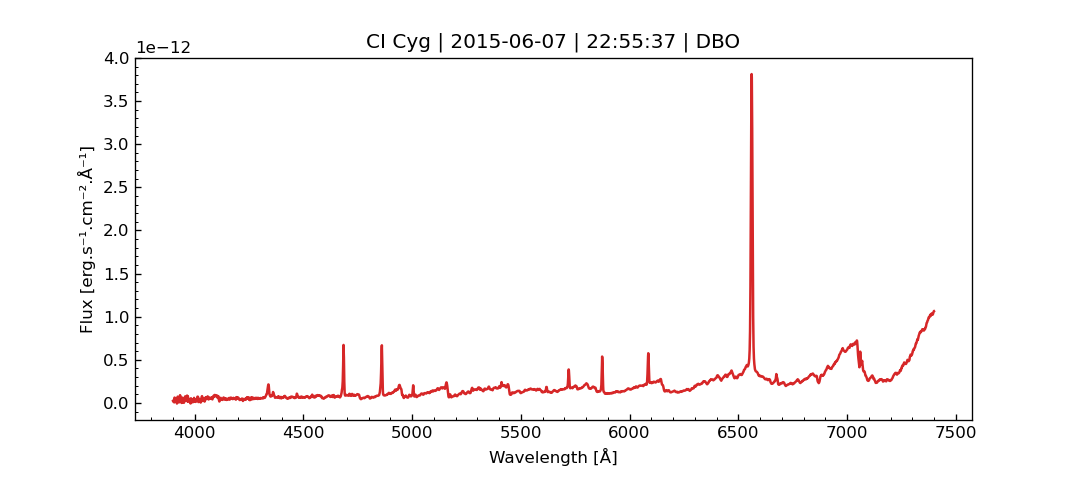 CI Cyg | 2015-06-07 | 22:55:37 | DBO
1e−12
4.0
3.5
3.0
2.5
2.0
1.5
1.0
0.5
0.0
Flux [erg.s⁻¹.cm⁻².Å⁻¹]
4000 4500 5000 5500 6000 6500 7000 7500
Wavelength [Å]